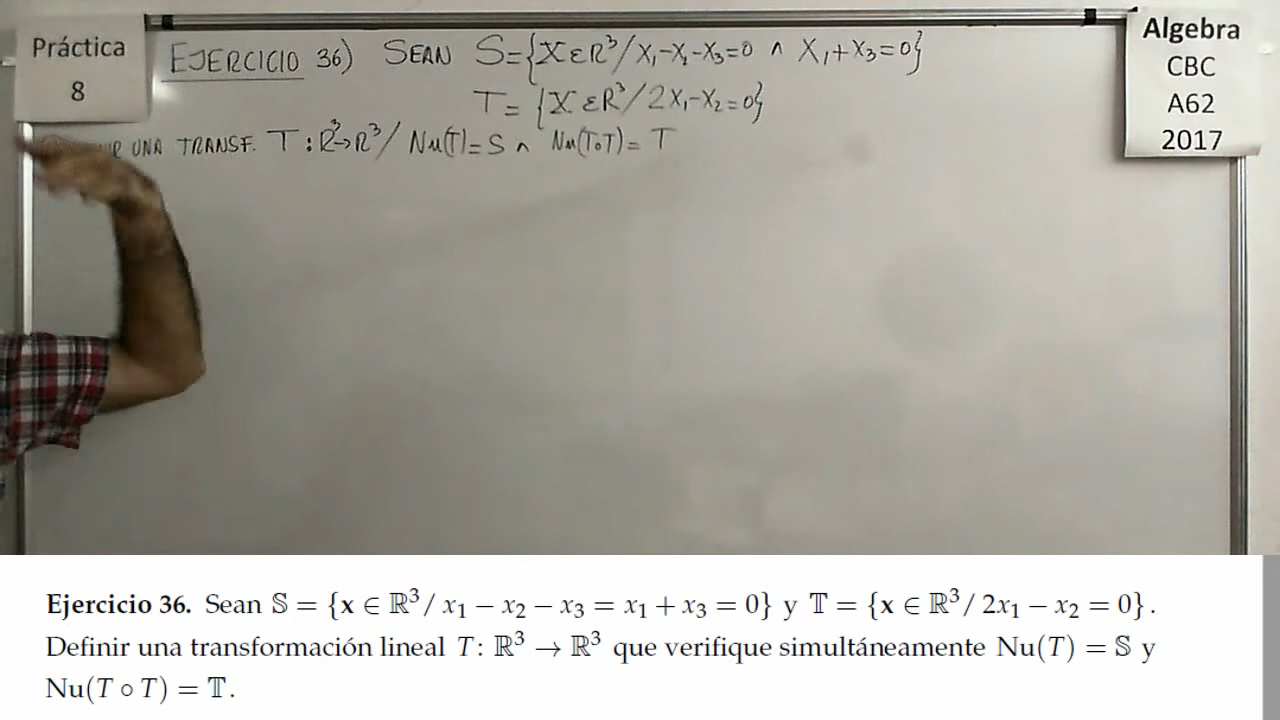 Práctica
8
EJERCICIO 36) SEAN S={X∈R³/X₁-X₂-X₃=0 ∧ X₁+X₃=0}
T={X∈R³/2X₁-X₂=0}
UNA TRANSF. T:R³→R³/ Nu(T)=S ∧ Nu(T∘T)=T
Algebra
CBC
A62
2017
Ejercicio 36. Sean 𝕊 = {x ∈ ℝ³/ x₁ − x₂ − x₃ = x₁ + x₃ = 0} y 𝕋 = {x ∈ ℝ³/ 2x₁ − x₂ = 0}.
Definir una transformación lineal T: ℝ³ → ℝ³ que verifique simultáneamente Nu(T) = 𝕊 y
Nu(T ∘ T) = 𝕋.